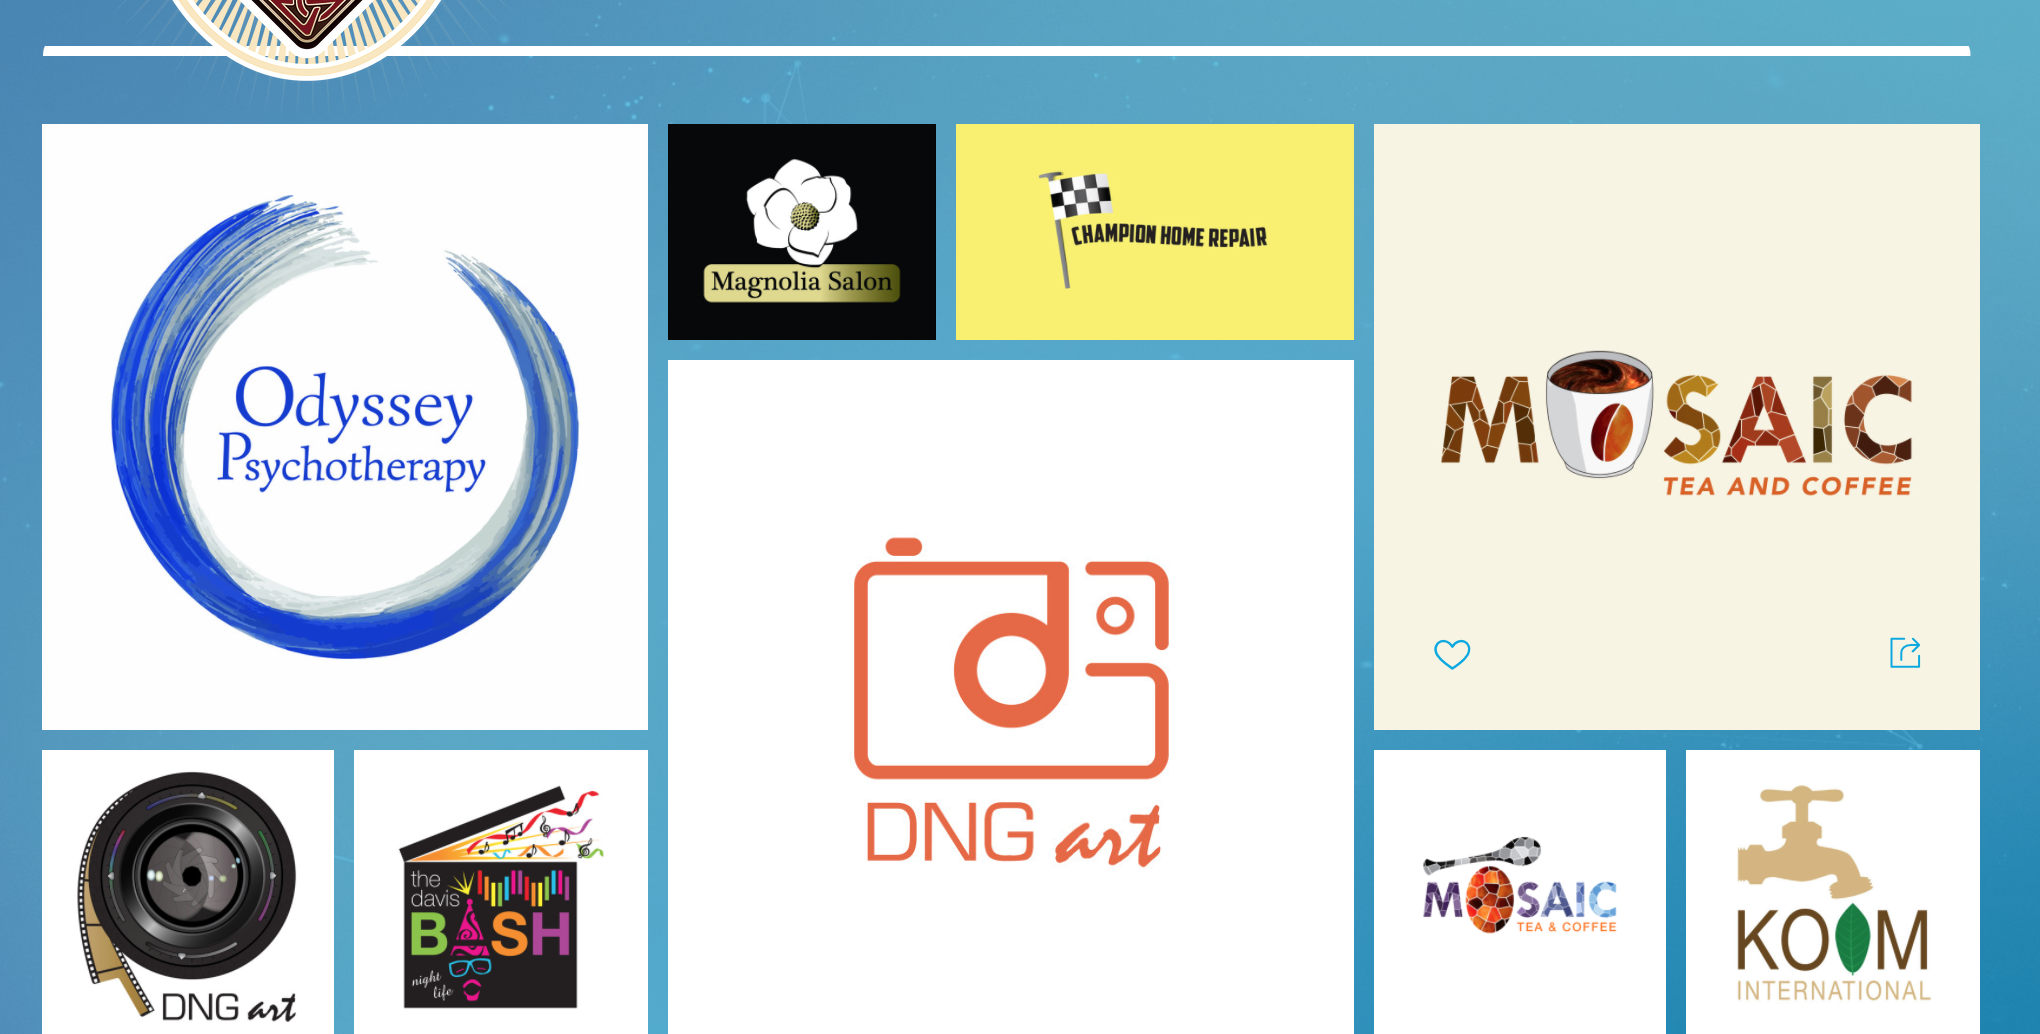 Odyssey
Psychotherapy
Magnolia Salon
CHAMPION HOME REPAIR
MOSAIC
TEA AND COFFEE
DNG art
DNG art
the
davis
BASH
night
life
MOSAIC
TEA & COFFEE
KOOM
INTERNATIONAL